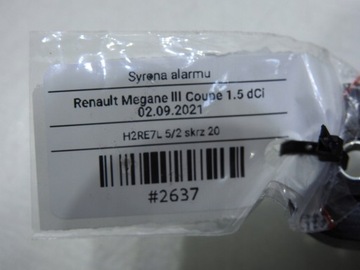 Syrena alarmu
Renault Megane III Coupe 1.5 dCi
02.09.2021
H2RE7L 5/2 skrz 20
#2637